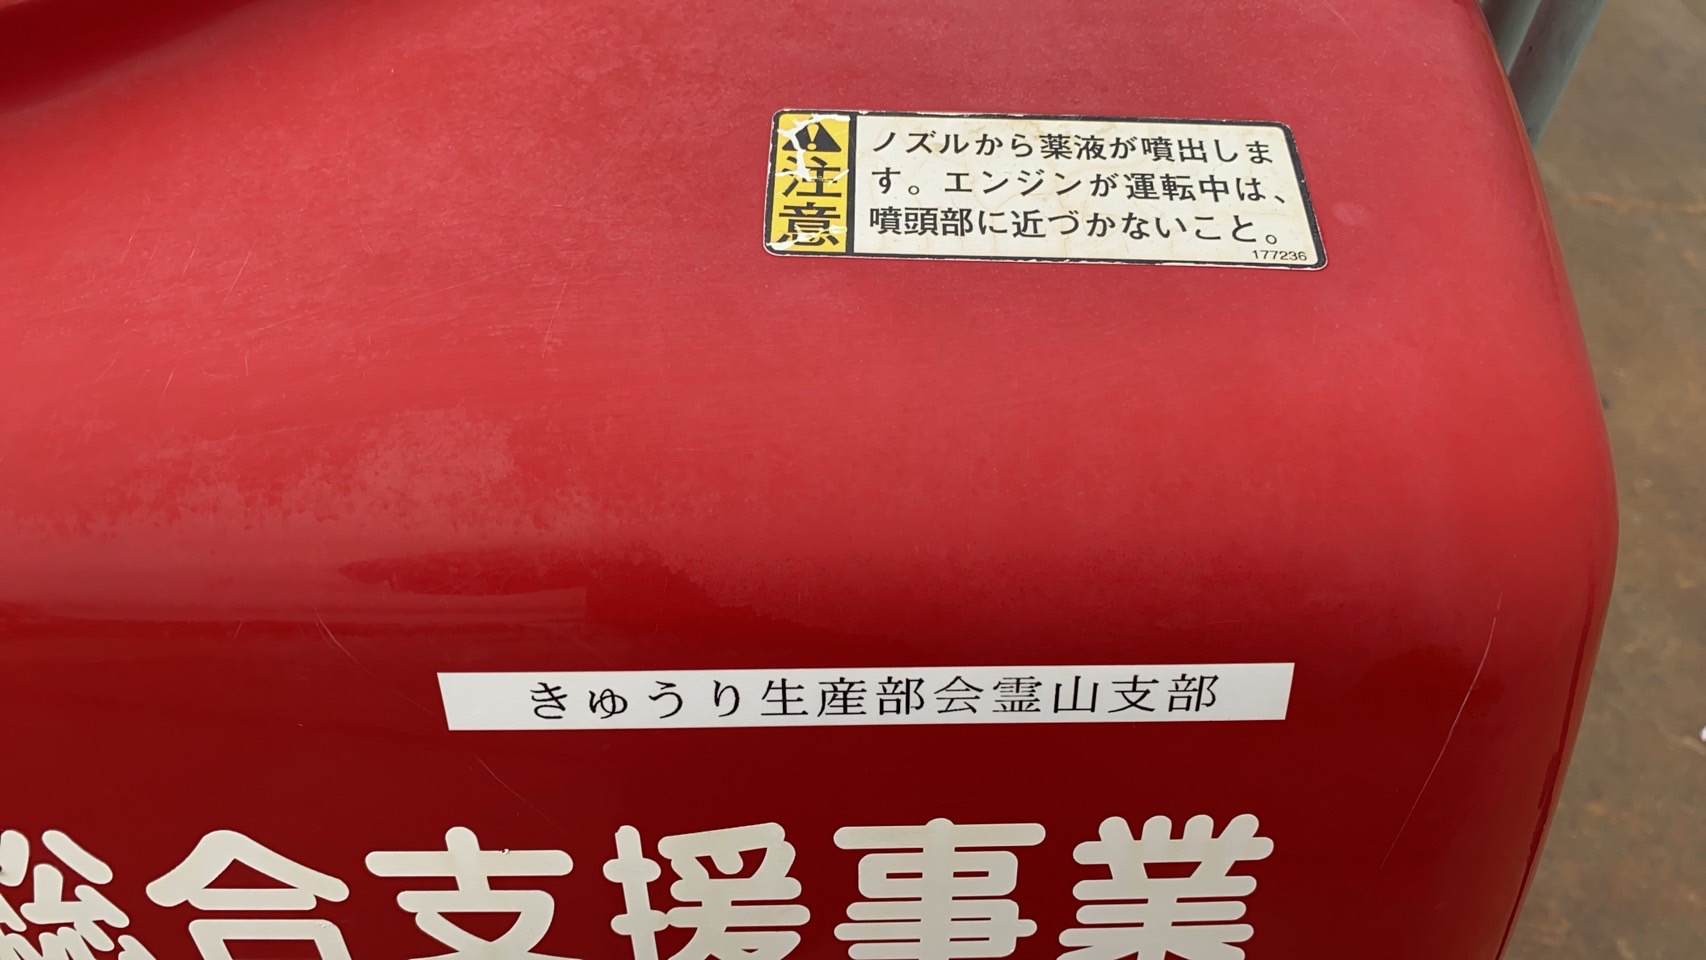 注意
ノズルから薬液が噴出しま
す。エンジンが運転中は、
噴頭部に近づかないこと。
177236
きゅうり生産部会霊山支部
総合支援事業